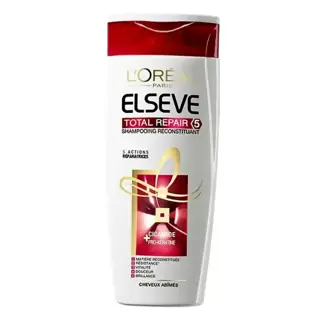 L'ORÉAL
PARIS
ELSEVE
TOTAL REPAIR 5
SHAMPOOING RECONSTITUANT
5 ACTIONS
RÉPARATRICES
CICAMIDE
+ PRO-KÉRATINE
MATIÈRE RECONSTITUÉE
RÉSISTANCE
VITALITÉ
DOUCEUR
BRILLANCE
CHEVEUX ABÎMÉS